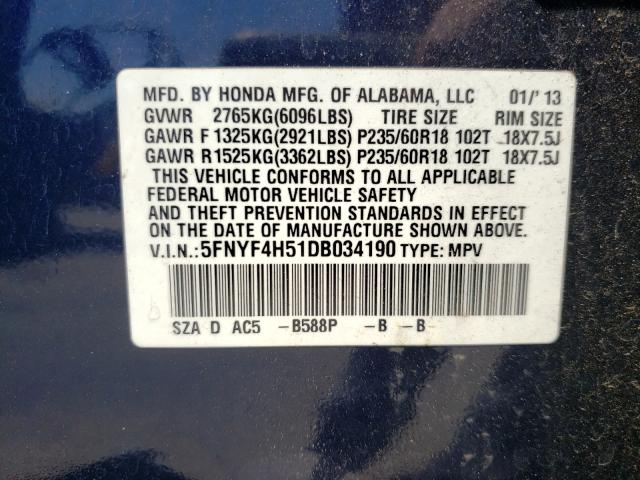 MFD. BY HONDA MFG. OF ALABAMA, LLC 01/'13
GVWR 2765KG(6096LBS) TIRE SIZE RIM SIZE
GAWR F 1325KG(2921LBS) P235/60R18 102T 18X7.5J
GAWR R1525KG(3362LBS) P235/60R18 102T 18X7.5J
THIS VEHICLE CONFORMS TO ALL APPLICABLE
FEDERAL MOTOR VEHICLE SAFETY
AND THEFT PREVENTION STANDARDS IN EFFECT
ON THE DATE OF MANUFACTURE SHOWN ABOVE.
V.I.N.:5FNYF4H51DB034190 TYPE: MPV
SZA D AC5 -B588P -B -B-